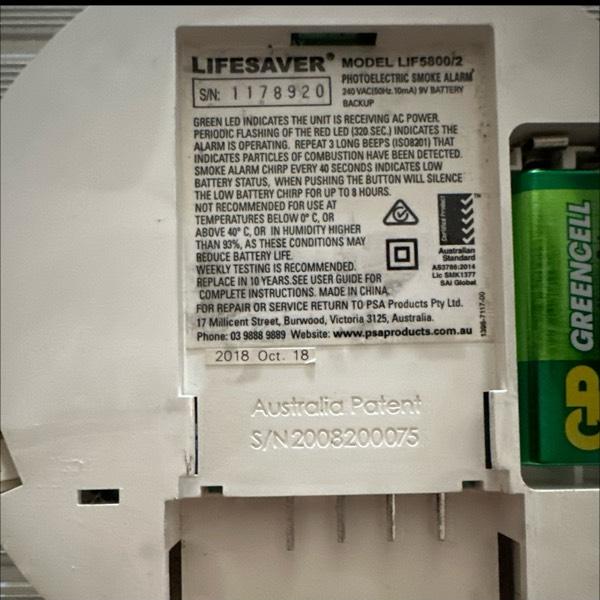 LIFESAVER® MODEL LIF5800/2
PHOTOELECTRIC SMOKE ALARM
S/N: 1178920
240 VAC(50Hz.10mA) 9V BATTERY
BACKUP
GREEN LED INDICATES THE UNIT IS RECEIVING AC POWER.
PERIODIC FLASHING OF THE RED LED (320 SEC.) INDICATES THE
ALARM IS OPERATING. REPEAT 3 LONG BEEPS (ISO8201) THAT
INDICATES PARTICLES OF COMBUSTION HAVE BEEN DETECTED.
SMOKE ALARM CHIRP EVERY 40 SECONDS INDICATES LOW
BATTERY STATUS, WHEN PUSHING THE BUTTON WILL SILENCE
THE LOW BATTERY CHIRP FOR UP TO 8 HOURS.
NOT RECOMMENDED FOR USE AT
TEMPERATURES BELOW 0° C, OR
ABOVE 40° C, OR IN HUMIDITY HIGHER
THAN 93%, AS THESE CONDITIONS MAY
REDUCE BATTERY LIFE.
WEEKLY TESTING IS RECOMMENDED.
REPLACE IN 10 YEARS.SEE USER GUIDE FOR
COMPLETE INSTRUCTIONS. MADE IN CHINA.
Certified Product
™
Australian
Standard
AS3786:2014
Lic SMK1377
SAI Global
FOR REPAIR OR SERVICE RETURN TO PSA Products Pty Ltd.
17 Millicent Street, Burwood, Victoria 3125, Australia.
Phone: 03 9888 9889 Website: www.psaproducts.com.au
1398-7117-00
2018 Oct. 18
Australia Patent
S/N2008200075
GP GREENCELL